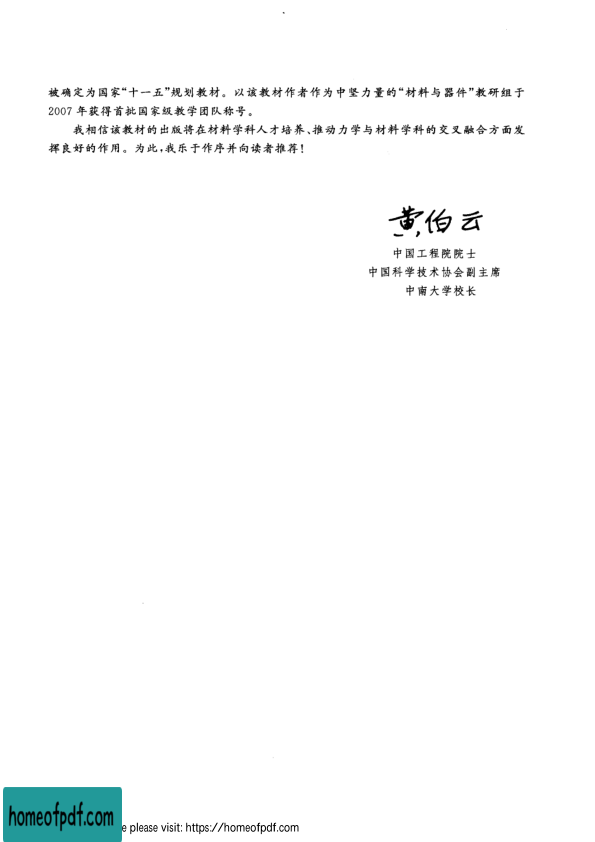 被确定为国家“十一五”规划教材。以该教材作者作为中坚力量的“材料与器件”教研组于
2007年获得首批国家级教学团队称号。
我相信该教材的出版将在材料学科人才培养、推动力学与材料学科的交叉融合方面发
挥良好的作用。为此,我乐于作序并向读者推荐!
黄伯云
中国工程院院士
中国科学技术协会副主席
中南大学校长
homeofpdf.com
e please visit: https://homeofpdf.com